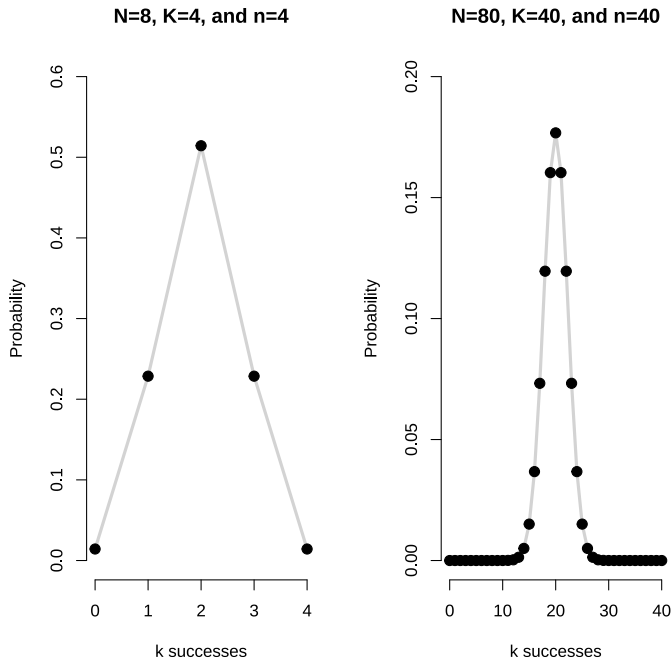 N=8, K=4, and n=4
Probability
0.6
0.5
0.4
0.3
0.2
0.1
0.0
0 1 2 3 4
k successes
N=80, K=40, and n=40
Probability
0.20
0.15
0.10
0.05
0.00
0 10 20 30 40
k successes